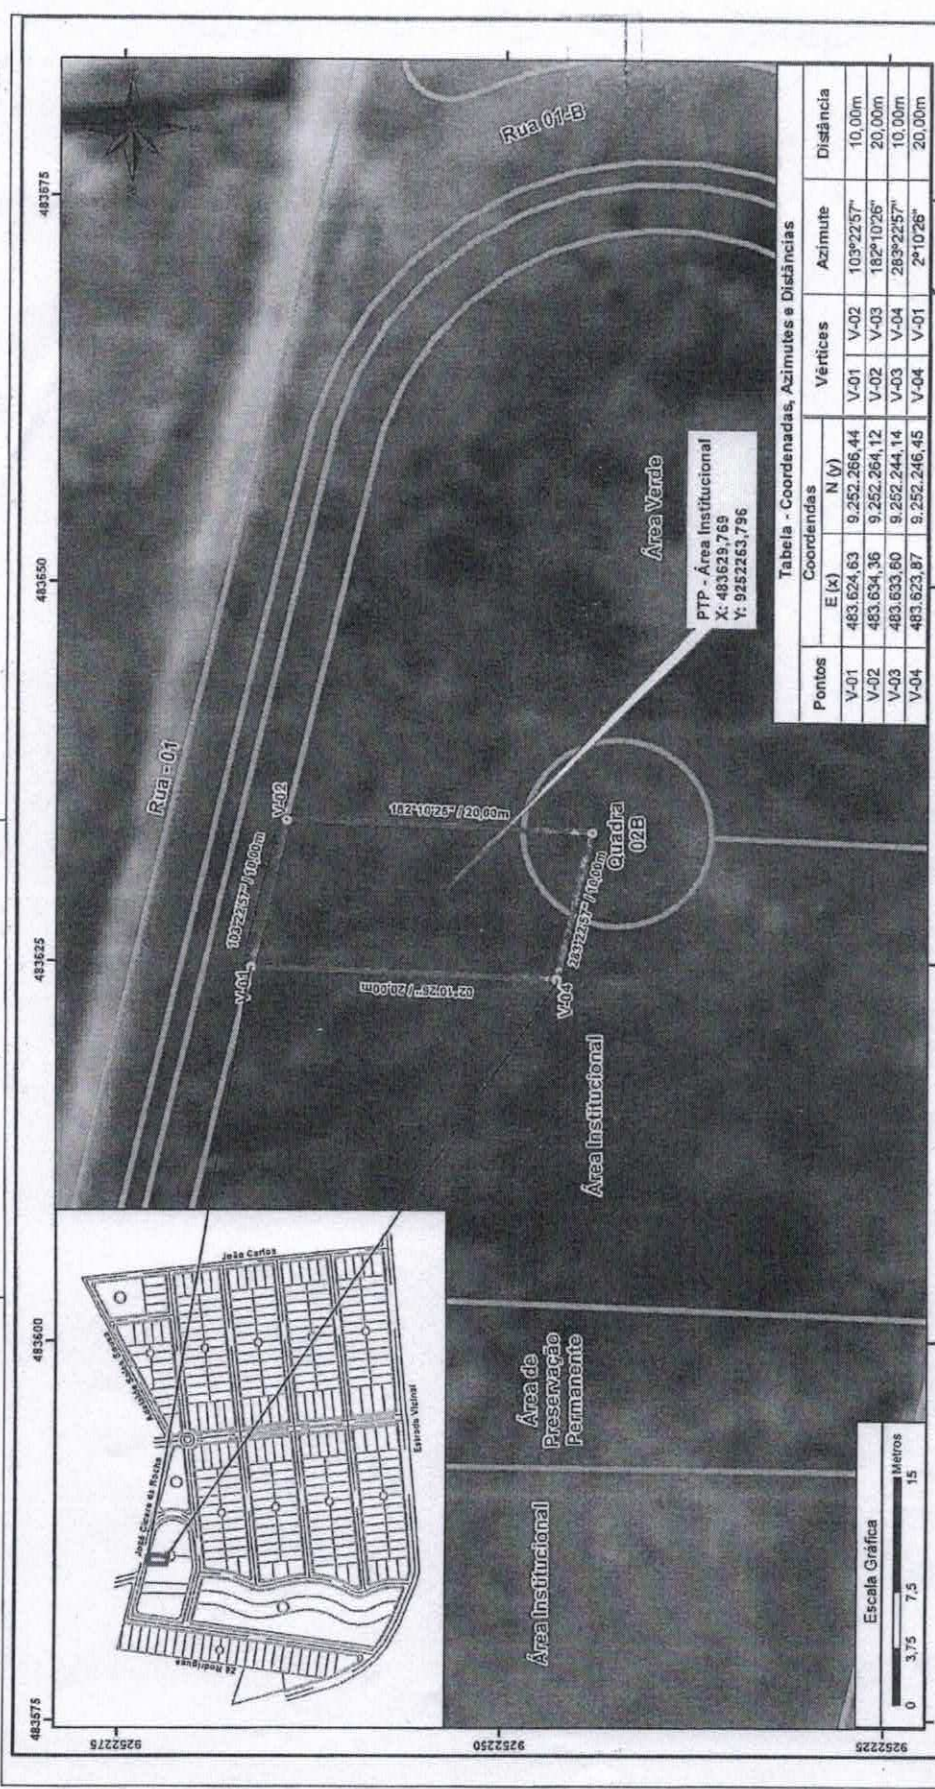 483575
483600
483625
483650
483675
9252275
9252250
9252225
Rua - 01
Rua 01-B
V-01
103°22'57" / 10,00m
V-02
182°10'26" / 20,00m
02°10'26" / 20,00m
283°22'57" / 10,00m
V-04
Quadra
02B
Área Verde
Área Institucional
Área de
Preservação
Permanente
Área Institucional
PTP - Área Institucional
X: 483629,769
Y: 9252263,796
João Carlos
José Cícero da Rocha
Zé Rodrigues
Estrada Vicinal
Escala Gráfica
0 3,75 7,5 15
Metros
Tabela - Coordenadas, Azimutes e Distâncias
Pontos Coordendas Vértices Azimute Distância
E (x) N (y)
V-01 483.624,63 9.252.266,44 V-01 V-02 103°22'57" 10,00m
V-02 483.634,36 9.252.264,12 V-02 V-03 182°10'26" 20,00m
V-03 483.633,60 9.252.244,14 V-03 V-04 283°22'57" 10,00m
V-04 483.623,87 9.252.246,45 V-04 V-01 2°10'26" 20,00m